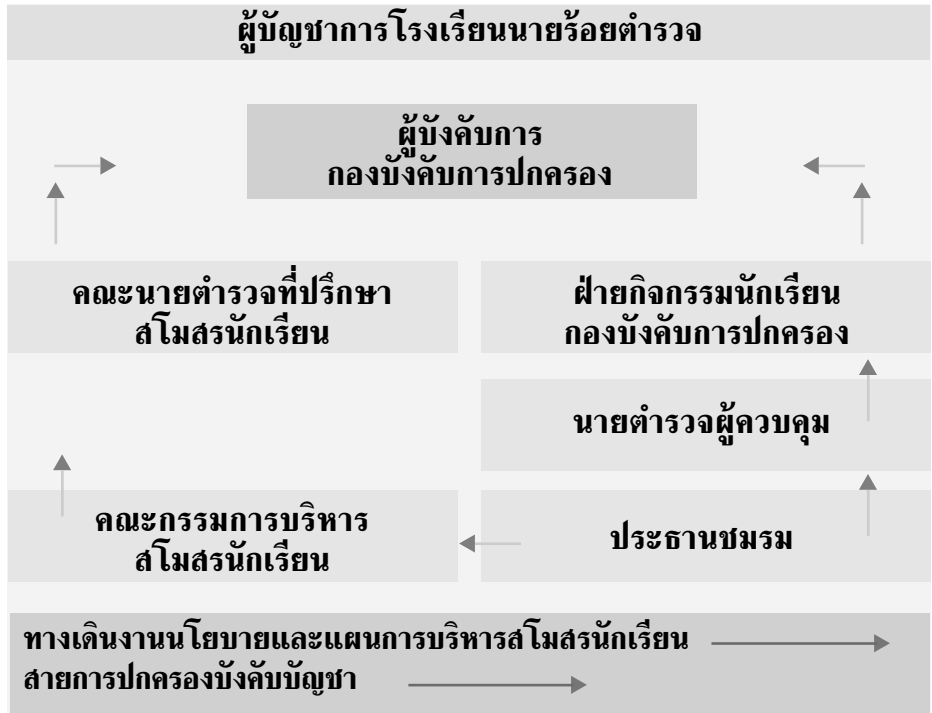 ผู้บัญชาการโรงเรียนนายร้อยตำรวจ
ผู้บังคับการ
กองบังคับการปกครอง
คณะนายตำรวจที่ปรึกษา
สโมสรนักเรียน
ฝ่ายกิจกรรมนักเรียน
กองบังคับการปกครอง
นายตำรวจผู้ควบคุม
คณะกรรมการบริหาร
สโมสรนักเรียน
ประธานชมรม
ทางเดินงานนโยบายและแผนการบริหารสโมสรนักเรียน
สายการปกครองบังคับบัญชา